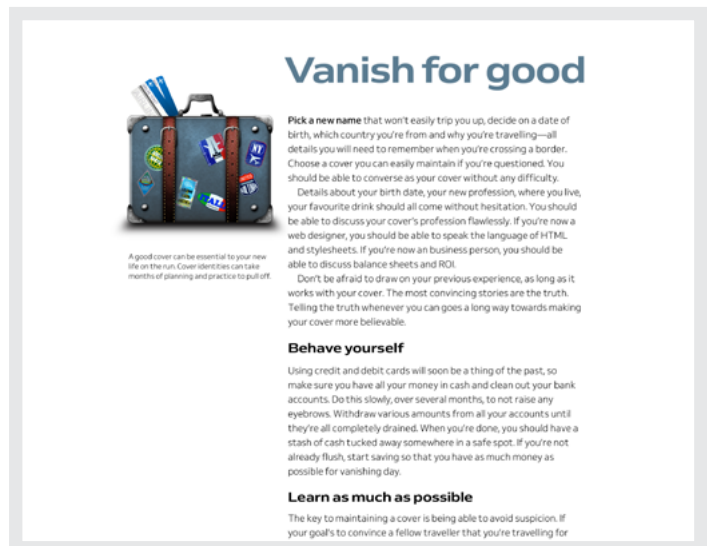 Vanish for good
NY
ITALY
Pick a new name that won't easily trip you up, decide on a date of
birth, which country you're from and why you're travelling—all
details you will need to remember when you're crossing a border.
Choose a cover you can easily maintain if you're questioned. You
should be able to converse as your cover without any difficulty.
Details about your birth date, your new profession, where you live,
your favourite drink should all come without hesitation. You should
be able to discuss your cover's profession flawlessly. If you're now a
web designer, you should be able to speak the language of HTML
and stylesheets. If you're now an business person, you should be
able to discuss balance sheets and ROI.
Don't be afraid to draw on your previous experience, as long as it
works with your cover. The most convincing stories are the truth.
Telling the truth whenever you can goes a long way towards making
your cover more believable.
A good cover can be essential to your new
life on the run. Cover identities can take
months of planning and practice to pull off.
Behave yourself
Using credit and debit cards will soon be a thing of the past, so
make sure you have all your money in cash and clean out your bank
accounts. Do this slowly, over several months, to not raise any
eyebrows. Withdraw various amounts from all your accounts until
they're all completely drained. When you're done, you should have a
stash of cash tucked away somewhere in a safe spot. If you're not
already flush, start saving so that you have as much money as
possible for vanishing day.
Learn as much as possible
The key to maintaining a cover is being able to avoid suspicion. If
your goal's to convince a fellow traveller that you're travelling for